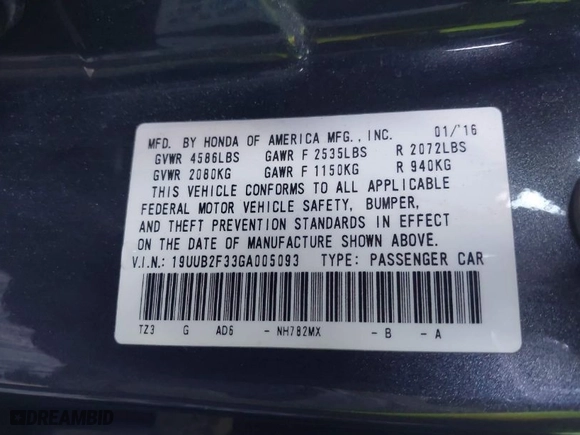 MFD. BY HONDA OF AMERICA MFG., INC. 01/'16
GVWR 4586LBS GAWR F 2535LBS R 2072LBS
GVWR 2080KG GAWR F 1150KG R 940KG
THIS VEHICLE CONFORMS TO ALL APPLICABLE
FEDERAL MOTOR VEHICLE SAFETY, BUMPER,
AND THEFT PREVENTION STANDARDS IN EFFECT
ON THE DATE OF MANUFACTURE SHOWN ABOVE.
V.I.N.: 19UUB2F33GA005093 TYPE: PASSENGER CAR
TZ3 G AD6 - NH782MX - B - A
DREAMBID